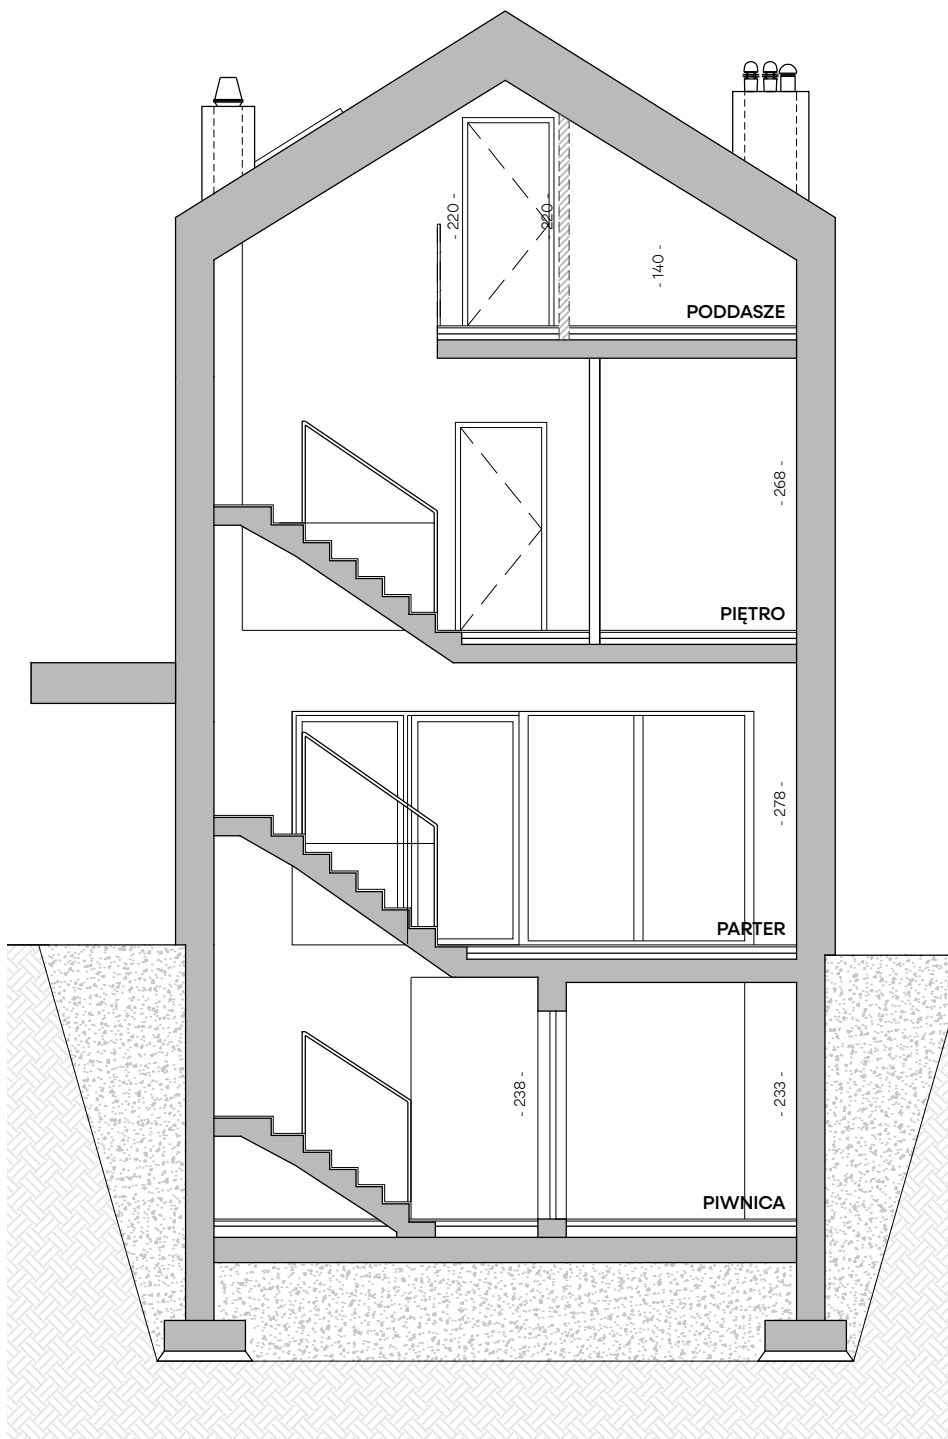 - 220 -
- 220 -
- 140 -
PODDASZE
- 268 -
PIĘTRO
- 278 -
PARTER
- 238 -
- 233 -
PIWNICA